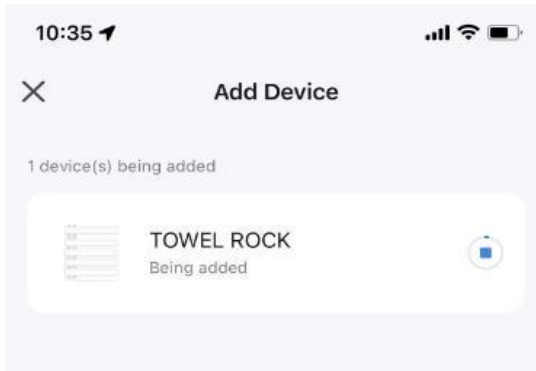 10:35
Add Device
1 device(s) being added
TOWEL ROCK
Being added